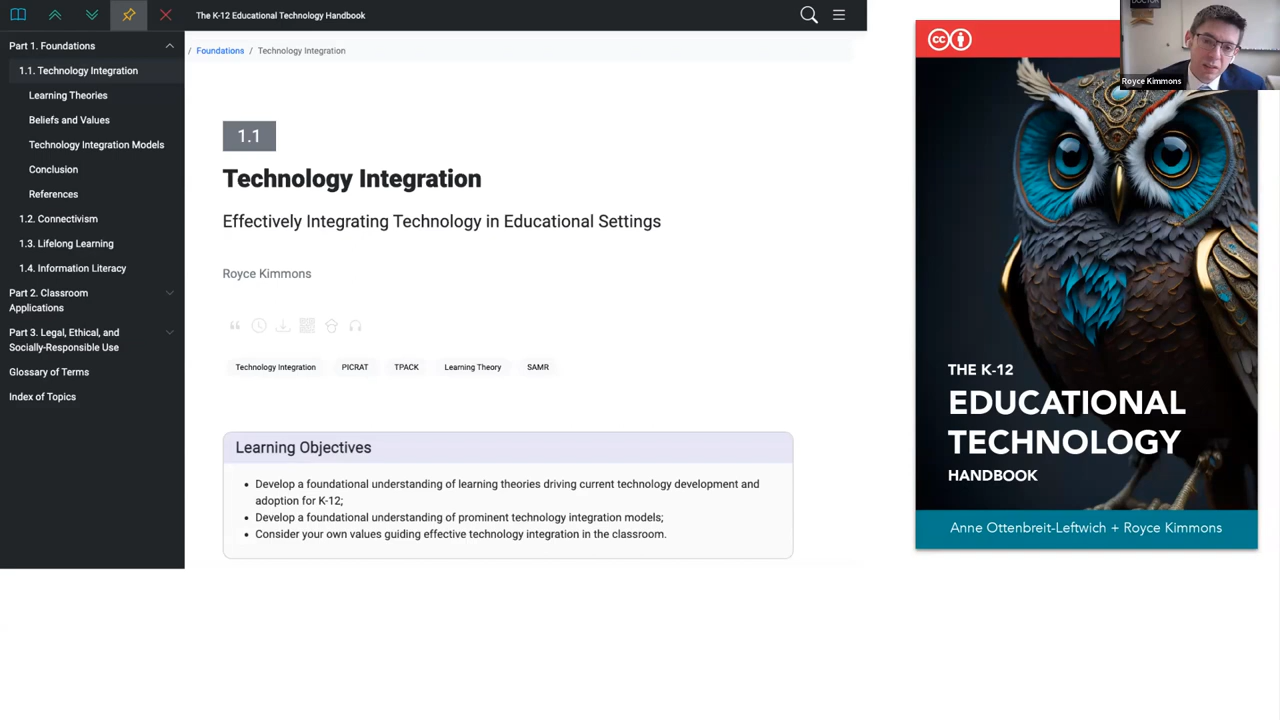 The K-12 Educational Technology Handbook
Part 1. Foundations
1.1. Technology Integration
Learning Theories
Beliefs and Values
Technology Integration Models
Conclusion
References
1.2. Connectivism
1.3. Lifelong Learning
1.4. Information Literacy
Part 2. Classroom
Applications
Part 3. Legal, Ethical, and
Socially-Responsible Use
Glossary of Terms
Index of Topics
/ Foundations / Technology Integration
1.1
Technology Integration
Effectively Integrating Technology in Educational Settings
Royce Kimmons
Technology Integration PICRAT TPACK Learning Theory SAMR
Learning Objectives
• Develop a foundational understanding of learning theories driving current technology development and
adoption for K-12;
• Develop a foundational understanding of prominent technology integration models;
• Consider your own values guiding effective technology integration in the classroom.
cc
DOCTOR
Royce Kimmons
THE K-12
EDUCATIONAL
TECHNOLOGY
HANDBOOK
Anne Ottenbreit-Leftwich + Royce Kimmons